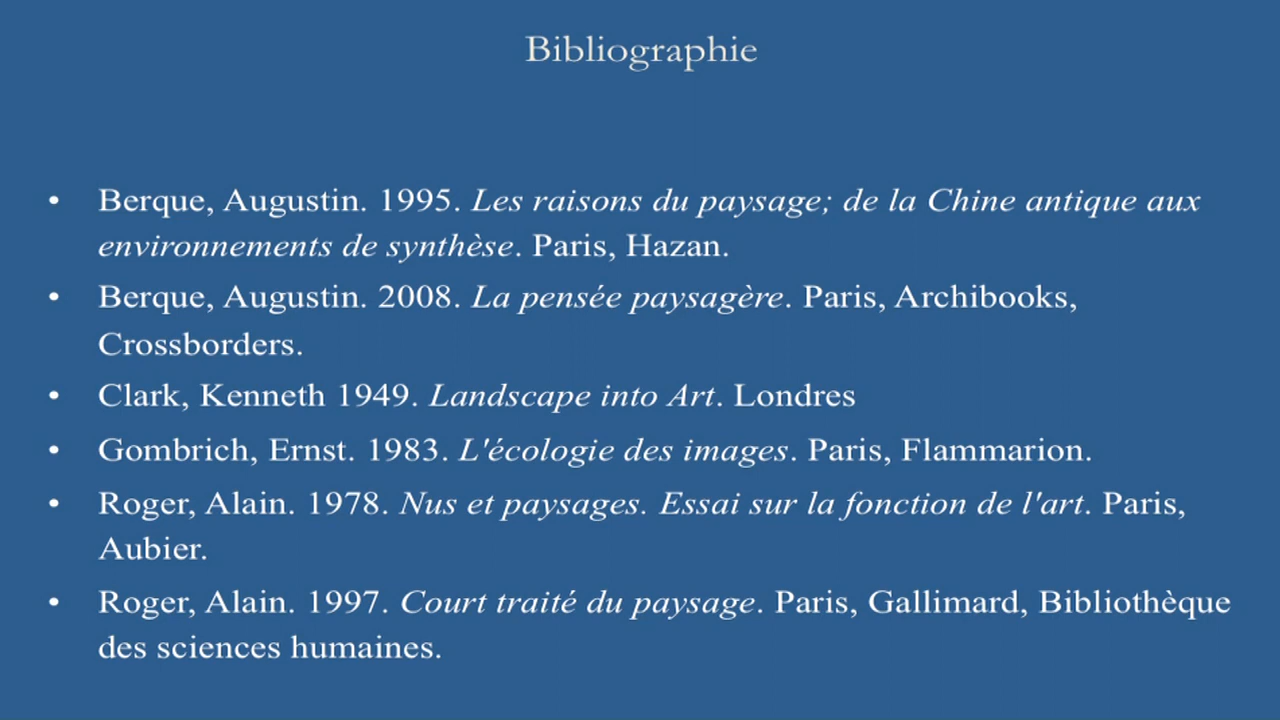 Bibliographie
• Berque, Augustin. 1995. Les raisons du paysage; de la Chine antique aux
environnements de synthèse. Paris, Hazan.
• Berque, Augustin. 2008. La pensée paysagère. Paris, Archibooks,
Crossborders.
• Clark, Kenneth 1949. Landscape into Art. Londres
• Gombrich, Ernst. 1983. L'écologie des images. Paris, Flammarion.
• Roger, Alain. 1978. Nus et paysages. Essai sur la fonction de l'art. Paris,
Aubier.
• Roger, Alain. 1997. Court traité du paysage. Paris, Gallimard, Bibliothèque
des sciences humaines.